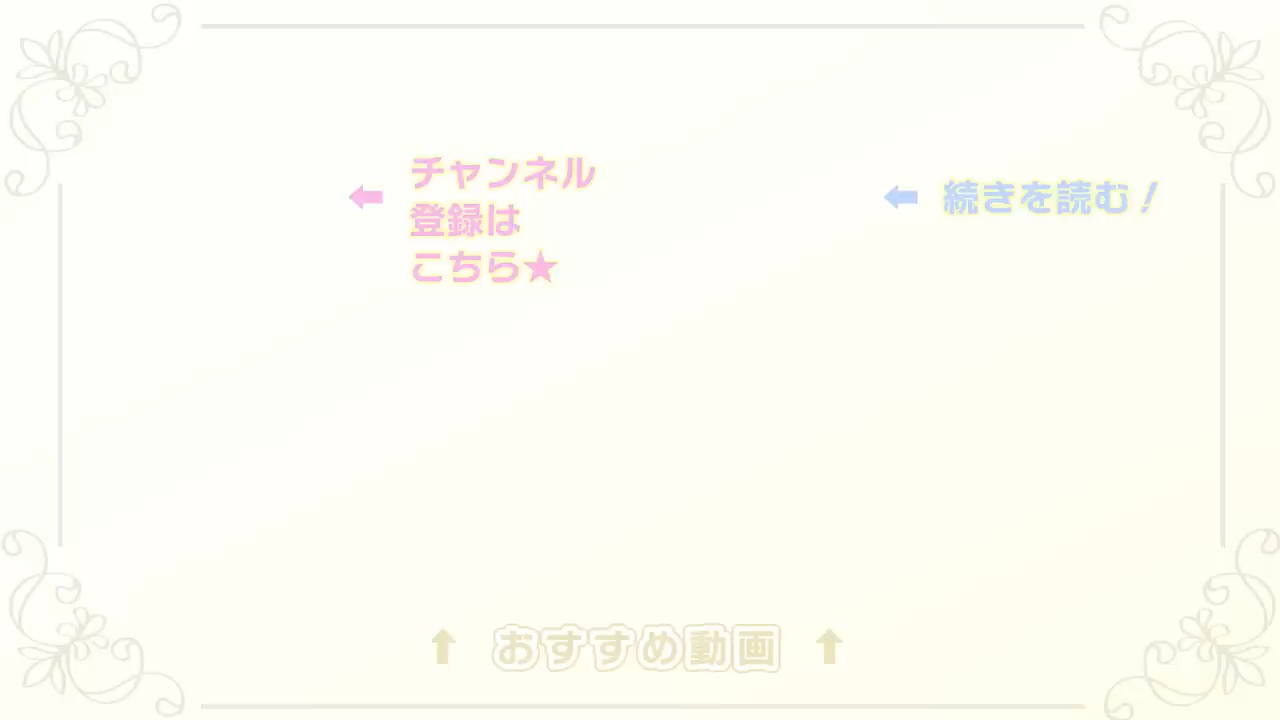 チャンネル
登録は
こちら★
続きを読む！
おすすめ動画